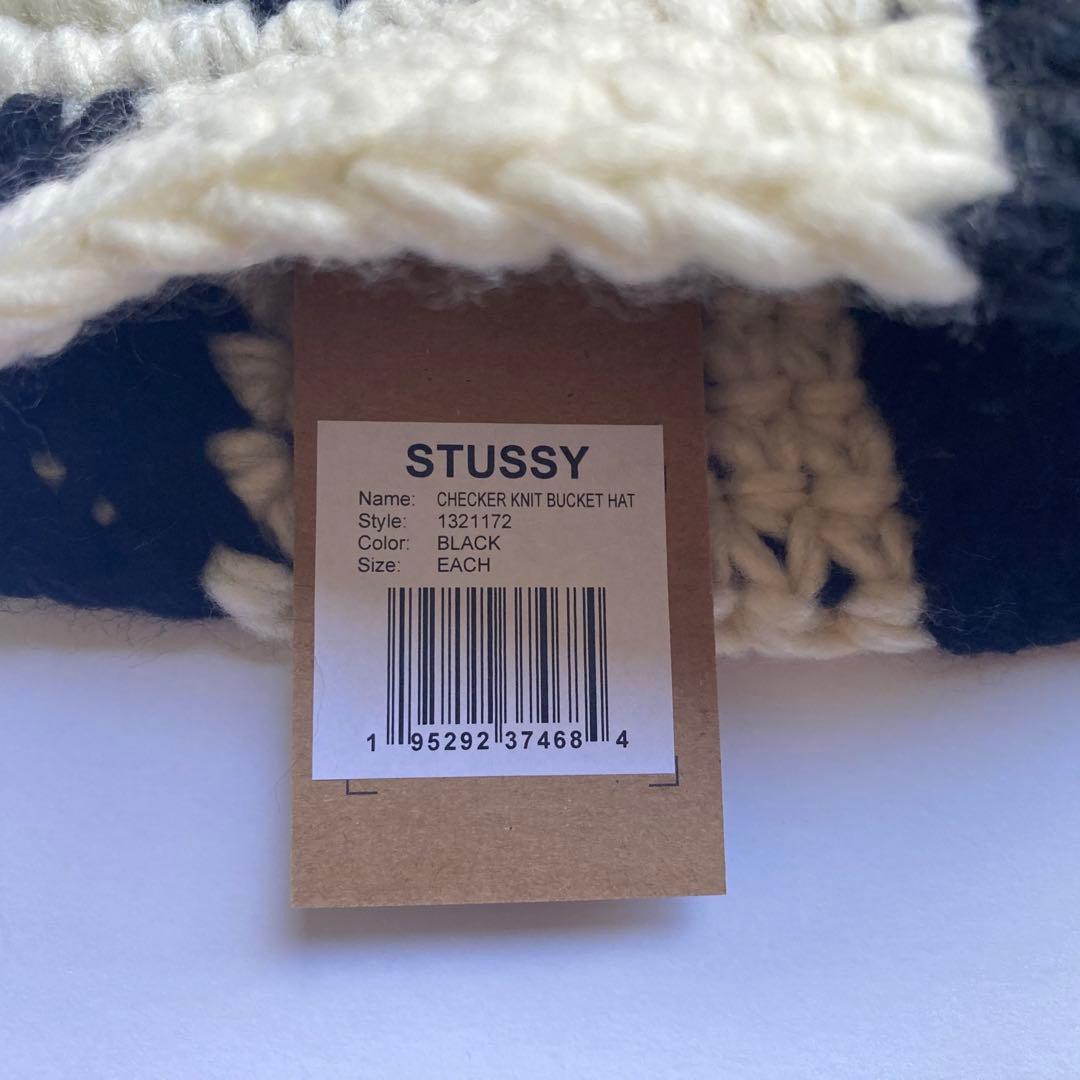 STUSSY
Name: CHECKER KNIT BUCKET HAT
Style: 1321172
Color: BLACK
Size: EACH
1 95292 37468 4